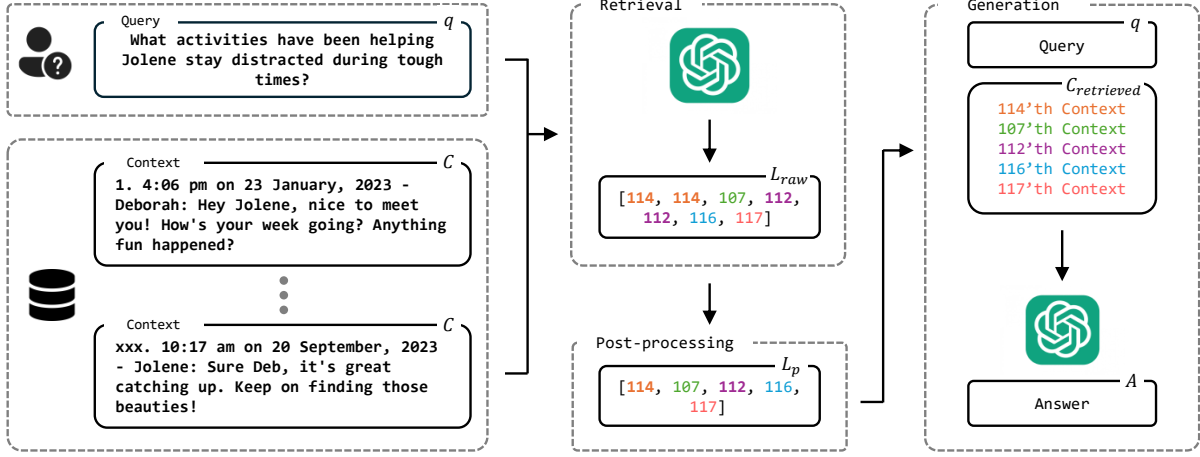 Query
q
What activities have been helping
Jolene stay distracted during tough
times?
Context
C
1. 4:06 pm on 23 January, 2023 -
Deborah: Hey Jolene, nice to meet
you! How's your week going? Anything
fun happened?
Context
C
xxx. 10:17 am on 20 September, 2023
- Jolene: Sure Deb, it's great
catching up. Keep on finding those
beauties!
Retrieval
L_raw
[114, 114, 107, 112,
112, 116, 117]
Post-processing
L_p
[114, 107, 112, 116,
117]
Generation
q
Query
C_retrieved
114’th Context
107’th Context
112’th Context
116’th Context
117’th Context
A
Answer